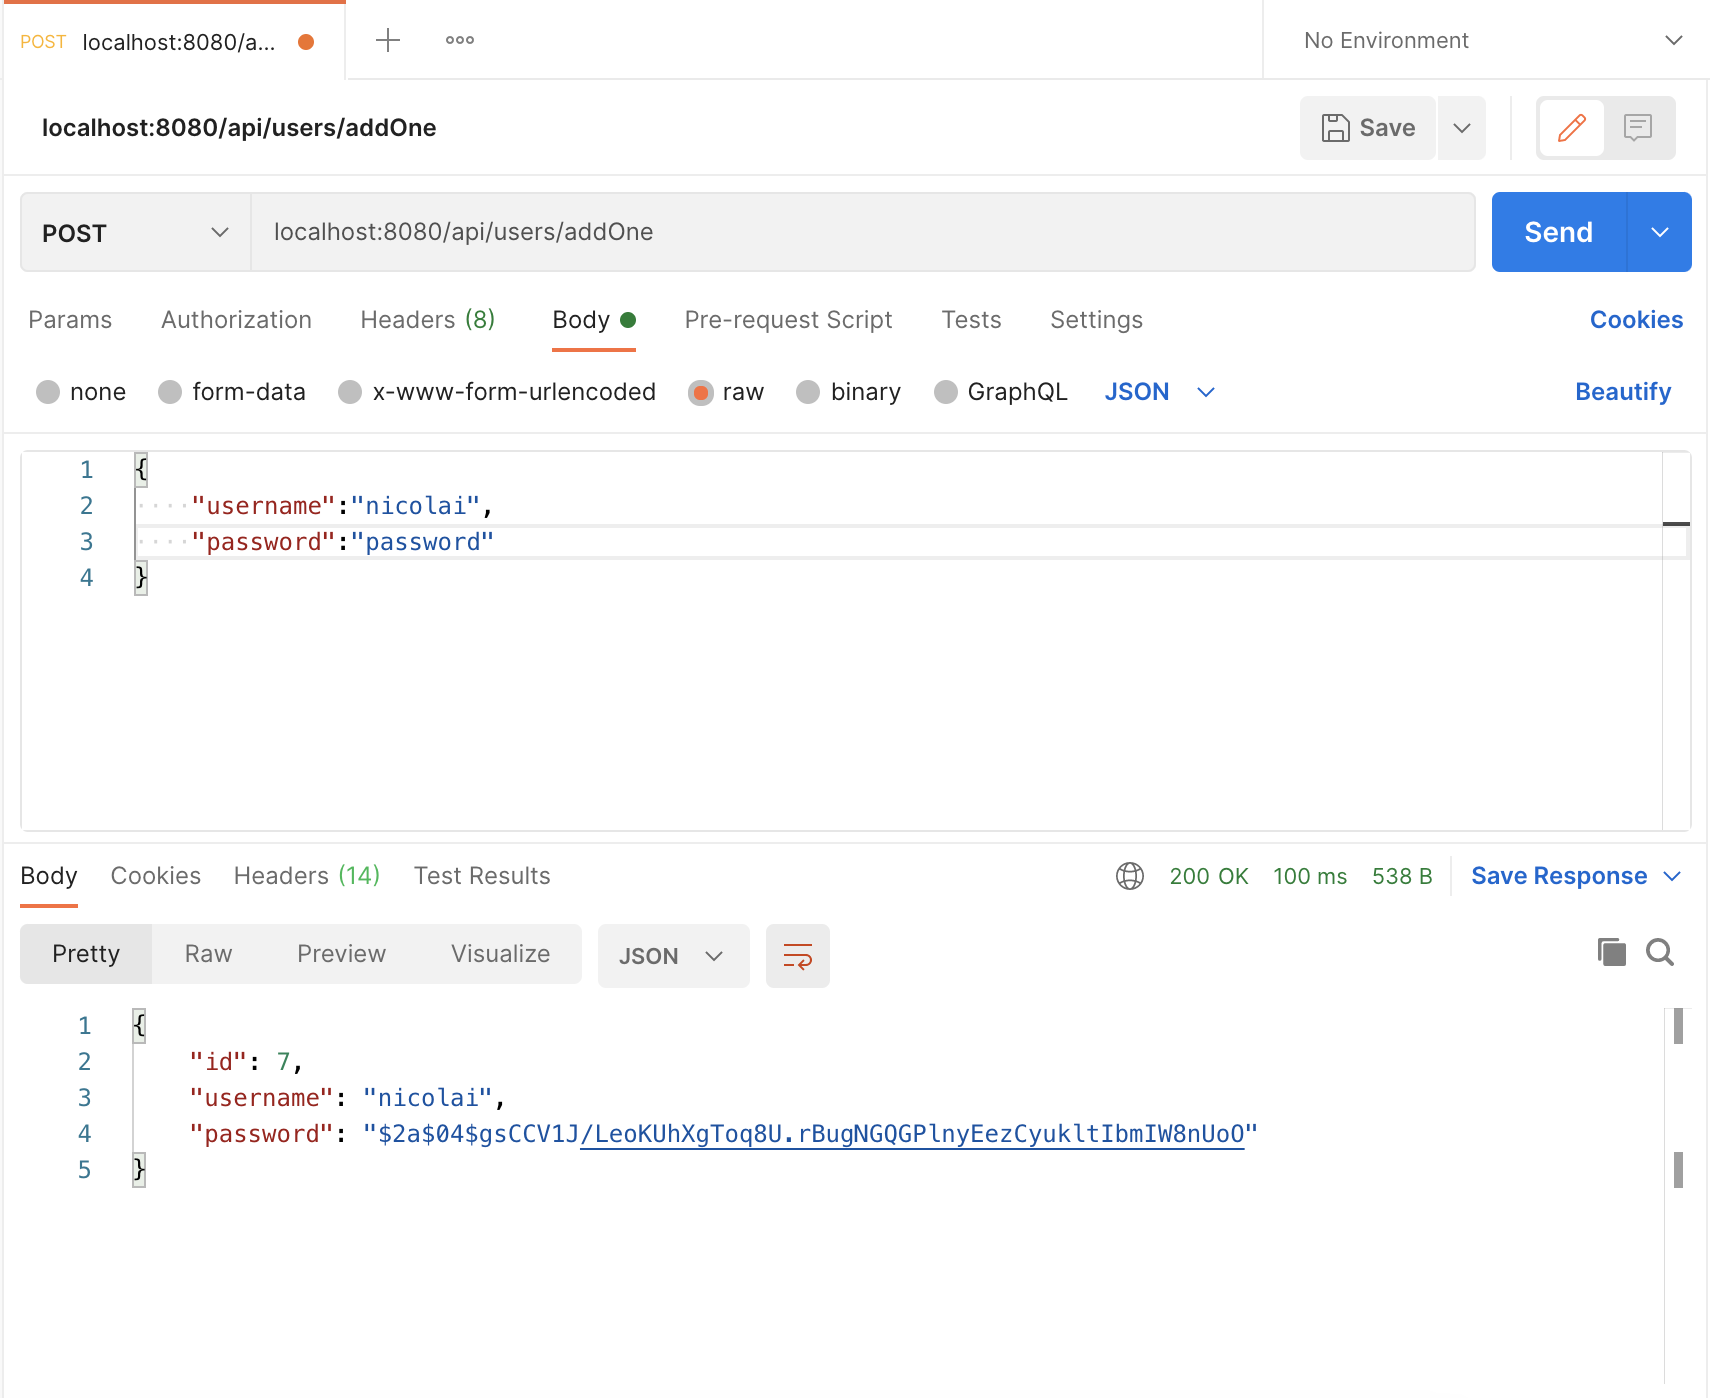 POST localhost:8080/a... No Environment
localhost:8080/api/users/addOne Save
POST localhost:8080/api/users/addOne Send
Params Authorization Headers (8) Body Pre-request Script Tests Settings Cookies
none form-data x-www-form-urlencoded raw binary GraphQL JSON Beautify
1 {
2 ····"username":"nicolai",
3 ····"password":"password"
4 }
Body Cookies Headers (14) Test Results 200 OK 100 ms 538 B Save Response
Pretty Raw Preview Visualize JSON
1 {
2 "id": 7,
3 "username": "nicolai",
4 "password": "$2a$04$gsCCV1J/LeoKUhXgToq8U.rBugNGQGPlnyEezCyukltIbmIW8nUoO"
5 }